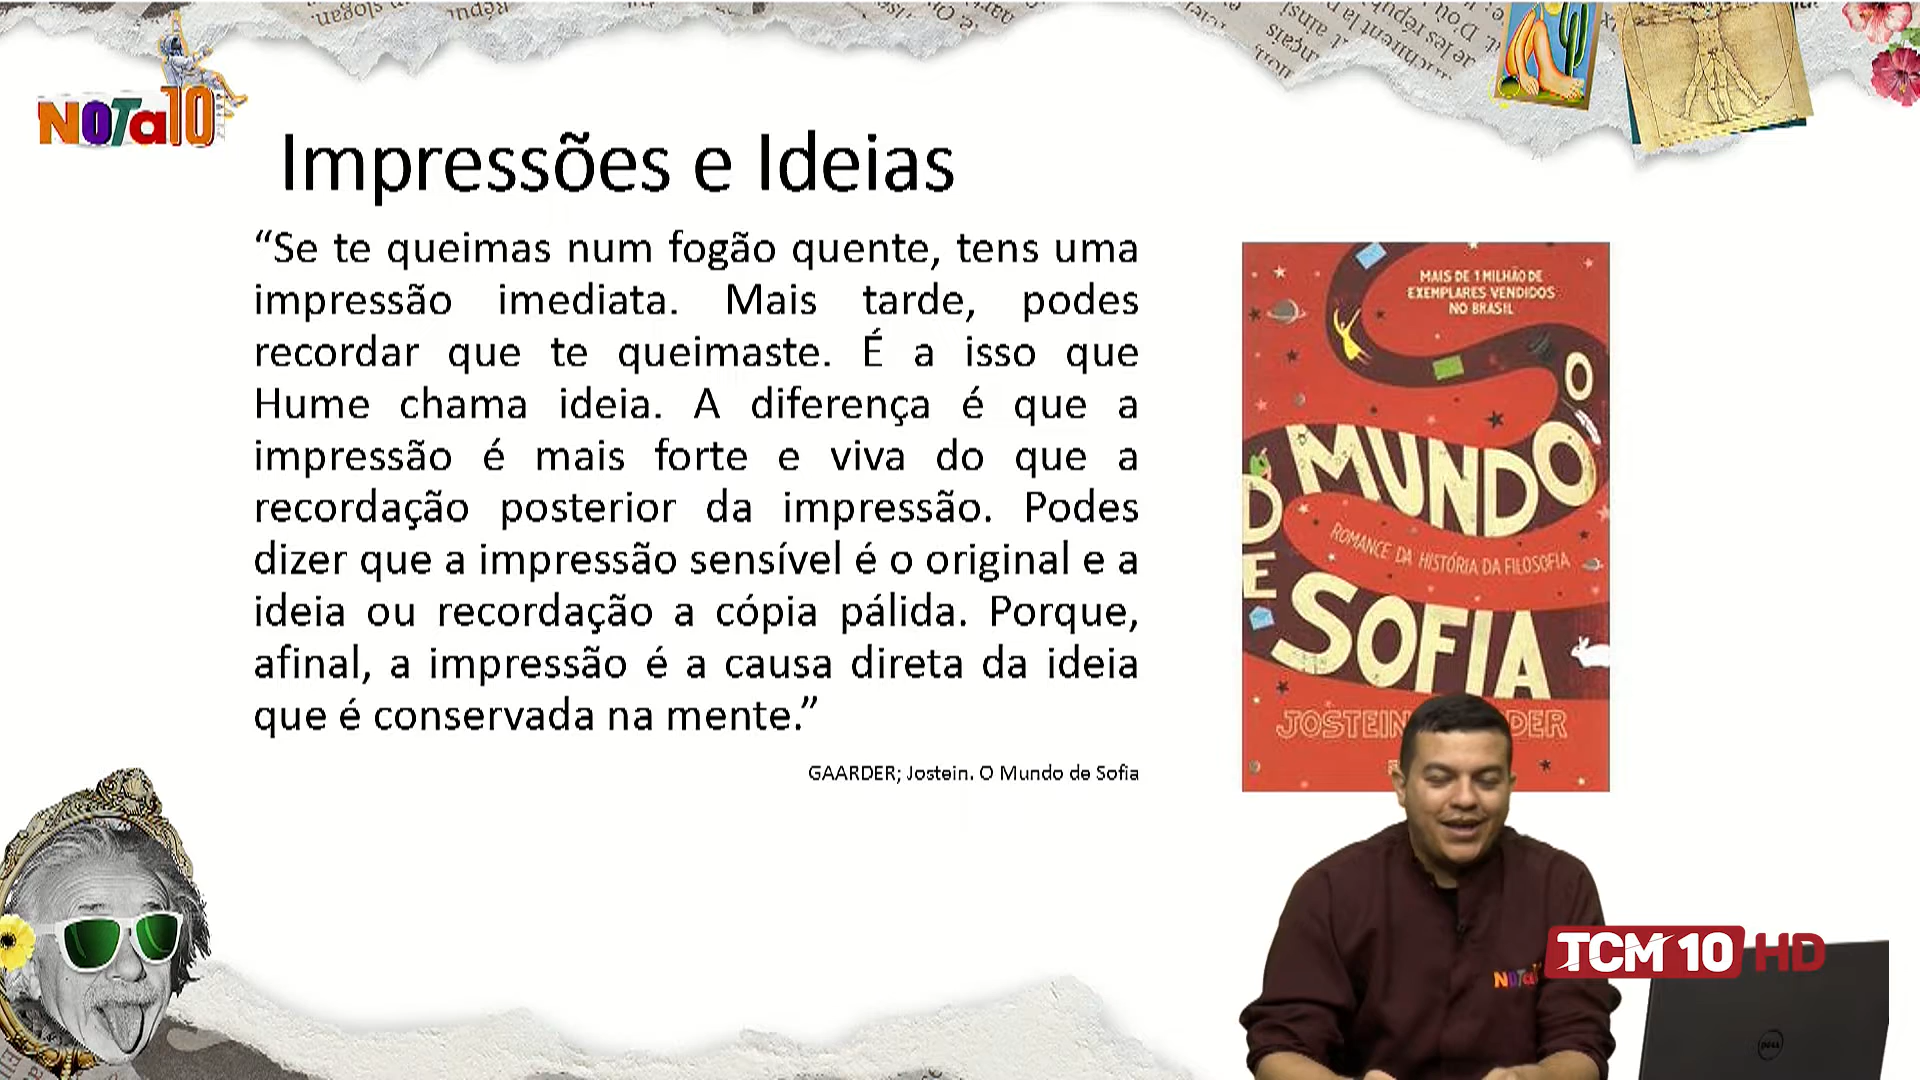 NOTa10
Impressões e Ideias
“Se te queimas num fogão quente, tens uma
impressão imediata. Mais tarde, podes
recordar que te queimaste. É a isso que
Hume chama ideia. A diferença é que a
impressão é mais forte e viva do que a
recordação posterior da impressão. Podes
dizer que a impressão sensível é o original e a
ideia ou recordação a cópia pálida. Porque,
afinal, a impressão é a causa direta da ideia
que é conservada na mente.”
GAARDER; Jostein. O Mundo de Sofia
MAIS DE 1 MILHÃO DE
EXEMPLARES VENDIDOS
NO BRASIL
O
MUNDO
DE
ROMANCE DA HISTÓRIA DA FILOSOFIA
SOFIA
JOSTEIN
TCM 10 HD
DELL